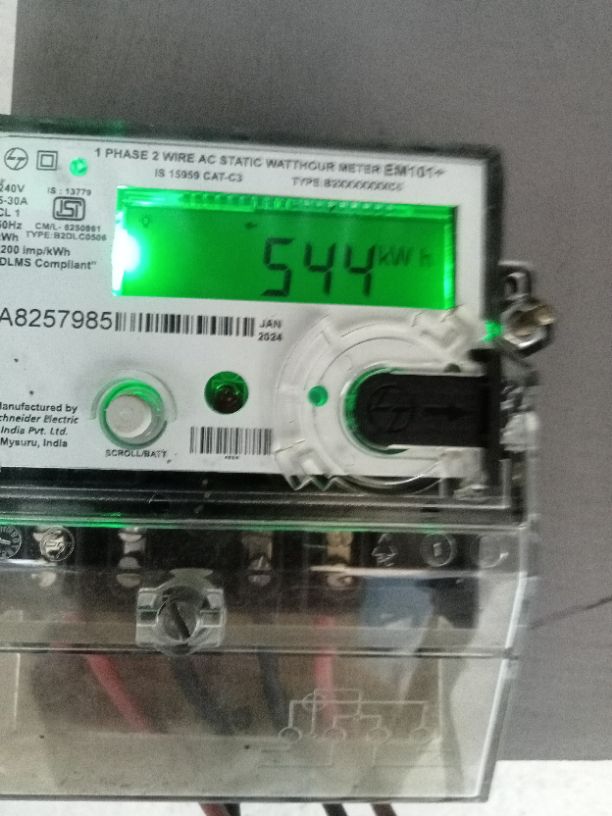 1 PHASE 2 WIRE AC STATIC WATTHOUR METER EM101+
IS 15959 CAT-C3
240V
IS : 13779
5-30A
CL 1
50Hz
CM/L- 8250861
TYPE:B2DLC0506
200 imp/kWh
DLMS Compliant"
544 kWh
A8257985
JAN
2024
anufactured by
chneider Electric
India Pvt. Ltd.
Mysuru, India
SCROLL/BATT